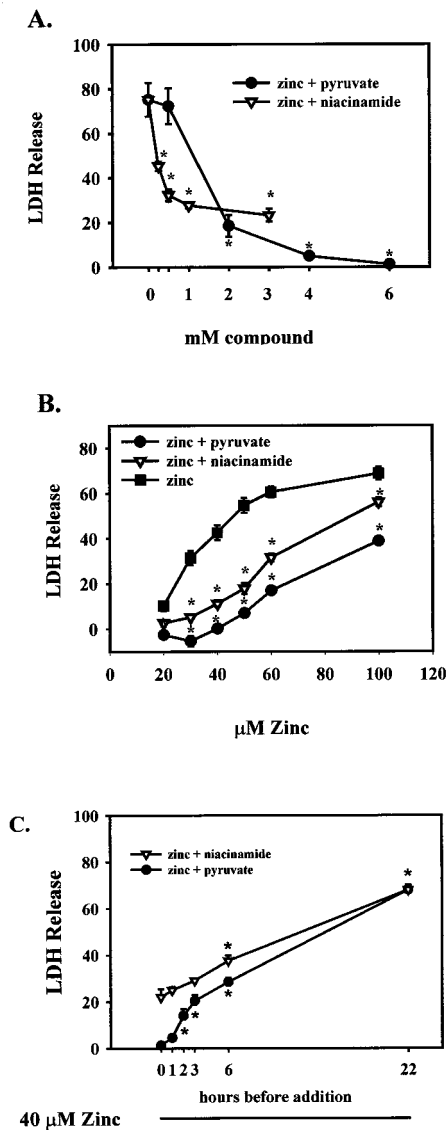 A.
100
80
60
40
20
0
LDH Release
zinc + pyruvate
zinc + niacinamide
*
*
*
*
*
*
*
0 1 2 3 4 6
mM compound
B.
80
60
40
20
0
LDH Release
zinc + pyruvate
zinc + niacinamide
zinc
*
*
*
*
*
*
*
*
*
*
0 20 40 60 80 100 120
μM Zinc
C.
100
80
60
40
20
0
LDH Release
zinc + niacinamide
zinc + pyruvate
*
*
*
*
*
0 1 2 3 6 22
hours before addition
40 μM Zinc